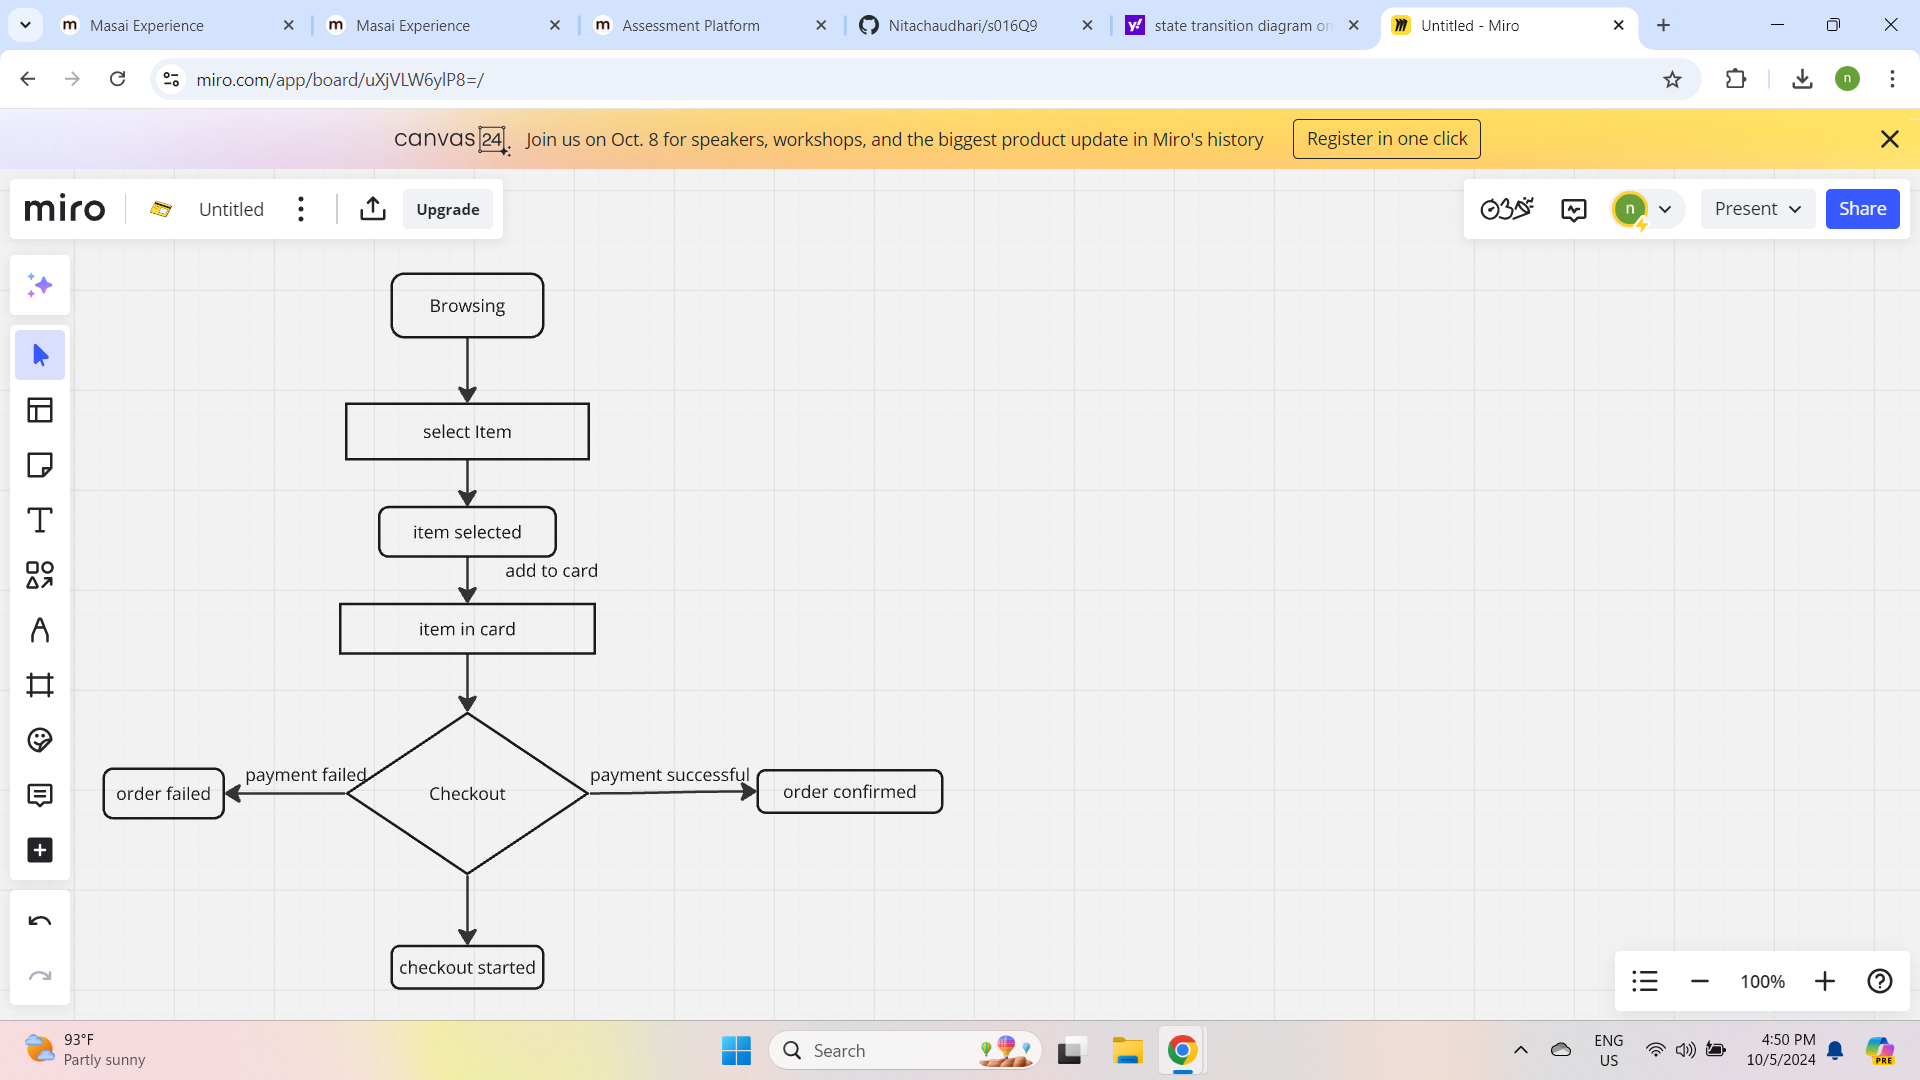 Masai Experience
Masai Experience
Assessment Platform
Nitachaudhari/s016Q9
state transition diagram on
Untitled - Miro
miro.com/app/board/uXjVLW6ylP8=/
n
canvas 24 Join us on Oct. 8 for speakers, workshops, and the biggest product update in Miro's history Register in one click
miro Untitled Upgrade
n Present Share
Browsing
select Item
item selected
add to card
item in card
payment failed
payment successful
order failed
Checkout
order confirmed
checkout started
100%
93°F
Partly sunny
Search
ENG
US
4:50 PM
10/5/2024
PRE